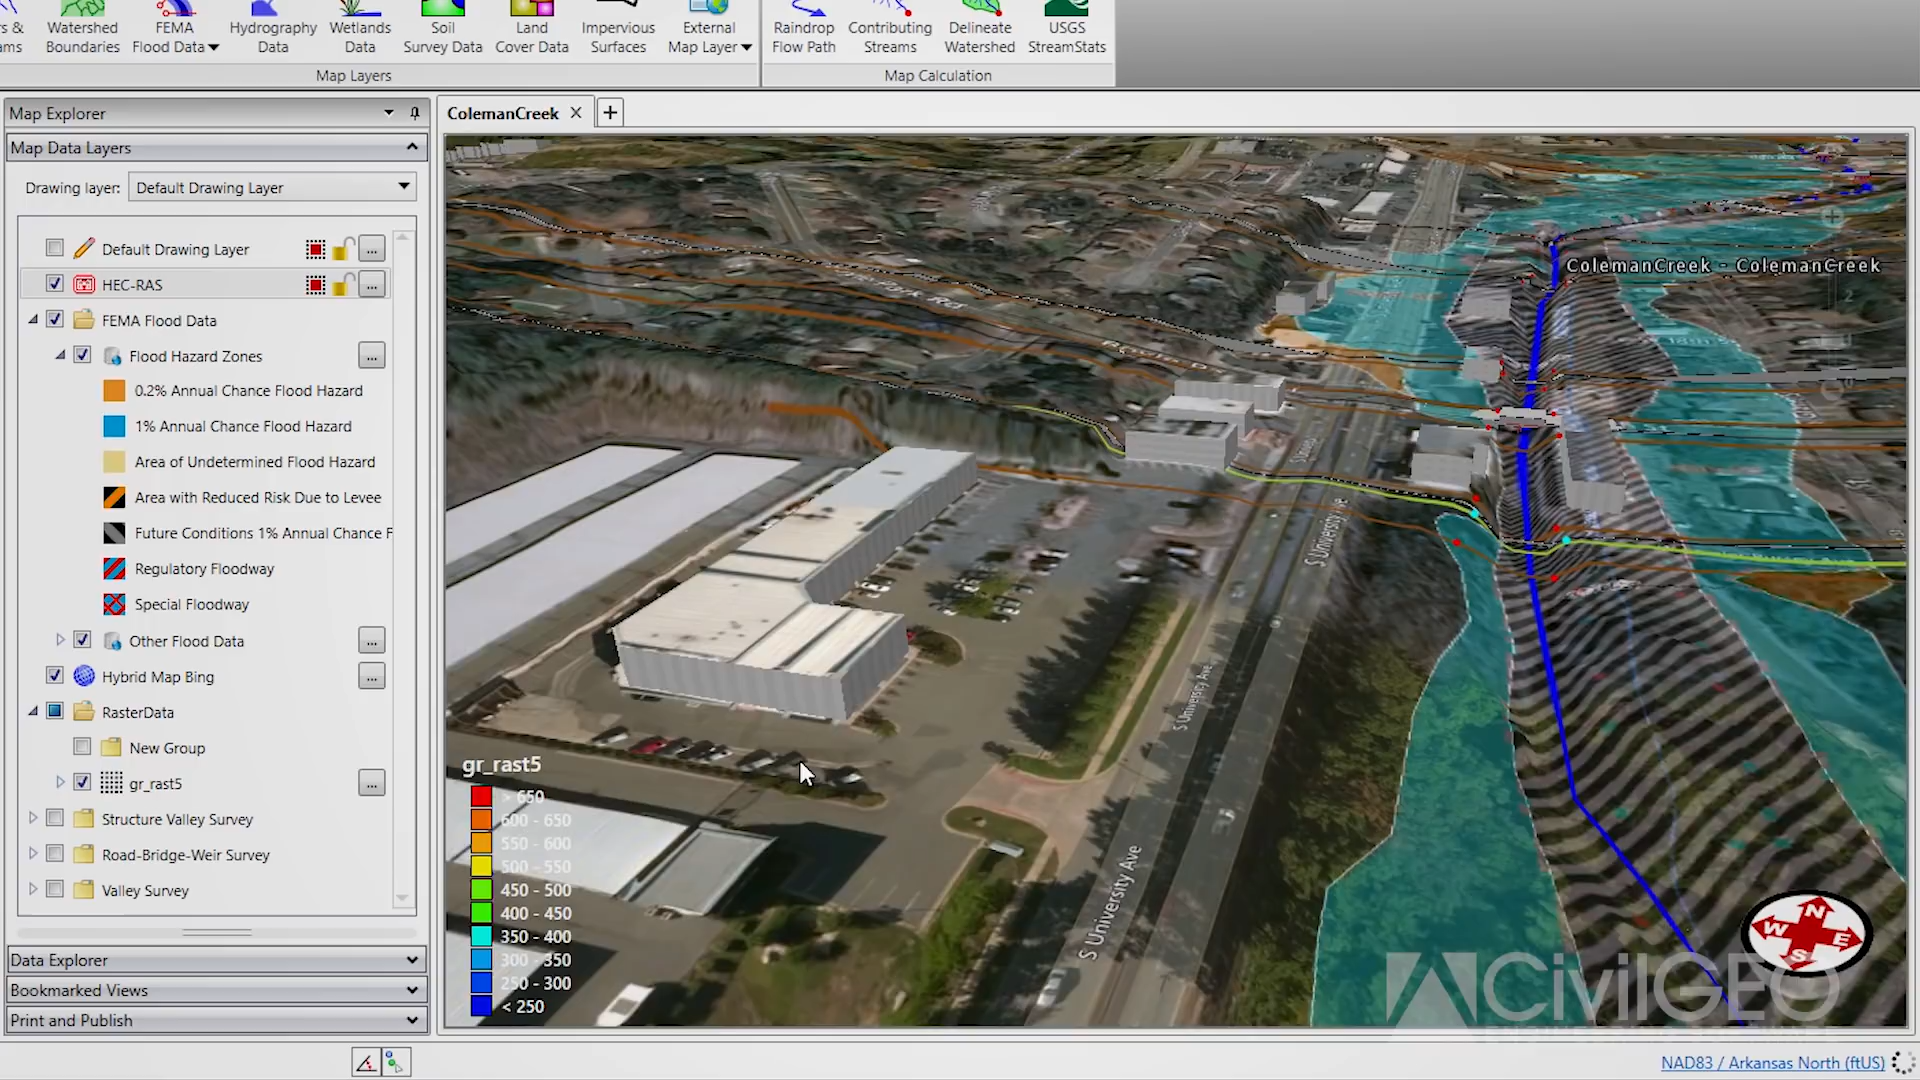 rs & Watershed FEMA Hydrography Wetlands Soil Land Impervious External Raindrop Contributing Delineate USGS
ams Boundaries Flood Data Data Data Survey Data Cover Data Surfaces Map Layer Flow Path Streams Watershed StreamStats
Map Layers Map Calculation
Map Explorer
ColemanCreek
Map Data Layers
Drawing layer: Default Drawing Layer
Default Drawing Layer ...
HEC-RAS ...
FEMA Flood Data
Flood Hazard Zones ...
0.2% Annual Chance Flood Hazard
1% Annual Chance Flood Hazard
Area of Undetermined Flood Hazard
Area with Reduced Risk Due to Levee
Future Conditions 1% Annual Chance F
Regulatory Floodway
Special Floodway
Other Flood Data ...
Hybrid Map Bing ...
RasterData
New Group
gr_rast5 ...
Structure Valley Survey
Road-Bridge-Weir Survey
Valley Survey
Data Explorer
Bookmarked Views
Print and Publish
ColemanCreek - ColemanCreek
S University Ave
S University Ave
S University Ave
gr_rast5
> 650
600 - 650
550 - 600
500 - 550
450 - 500
400 - 450
350 - 400
300 - 350
250 - 300
< 250
N
W E
S
CivilGEO
NAD83 / Arkansas North (ftUS)